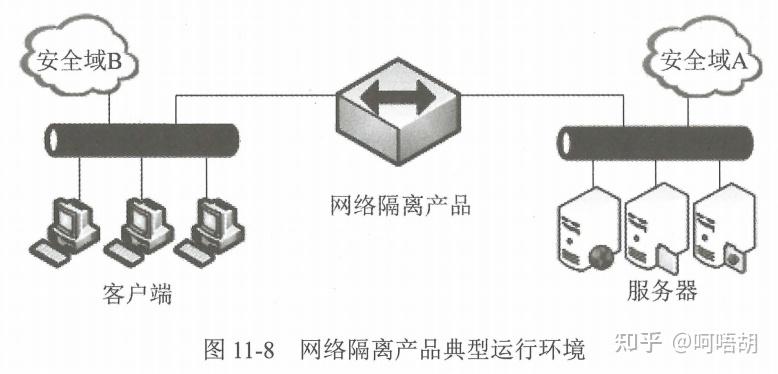 安全域B
安全域A
网络隔离产品
客户端
服务器
图 11-8 网络隔离产品典型运行环境
知乎 @呵唔胡